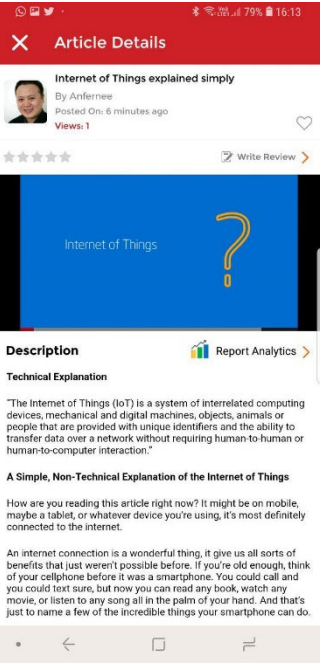 79% 16:13
Article Details
Internet of Things explained simply
By Anfernee
Posted On: 6 minutes ago
Views: 1
Write Review
Internet of Things
?
Description
Report Analytics
Technical Explanation
"The Internet of Things (IoT) is a system of interrelated computing
devices, mechanical and digital machines, objects, animals or
people that are provided with unique identifiers and the ability to
transfer data over a network without requiring human-to-human or
human-to-computer interaction."
A Simple, Non-Technical Explanation of the Internet of Things
How are you reading this article right now? It might be on mobile,
maybe a tablet, or whatever device you're using, it's most definitely
connected to the internet.
An internet connection is a wonderful thing, it give us all sorts of
benefits that just weren't possible before. If you're old enough, think
of your cellphone before it was a smartphone. You could call and
you could text sure, but now you can read any book, watch any
movie, or listen to any song all in the palm of your hand. And that's
just to name a few of the incredible things your smartphone can do.